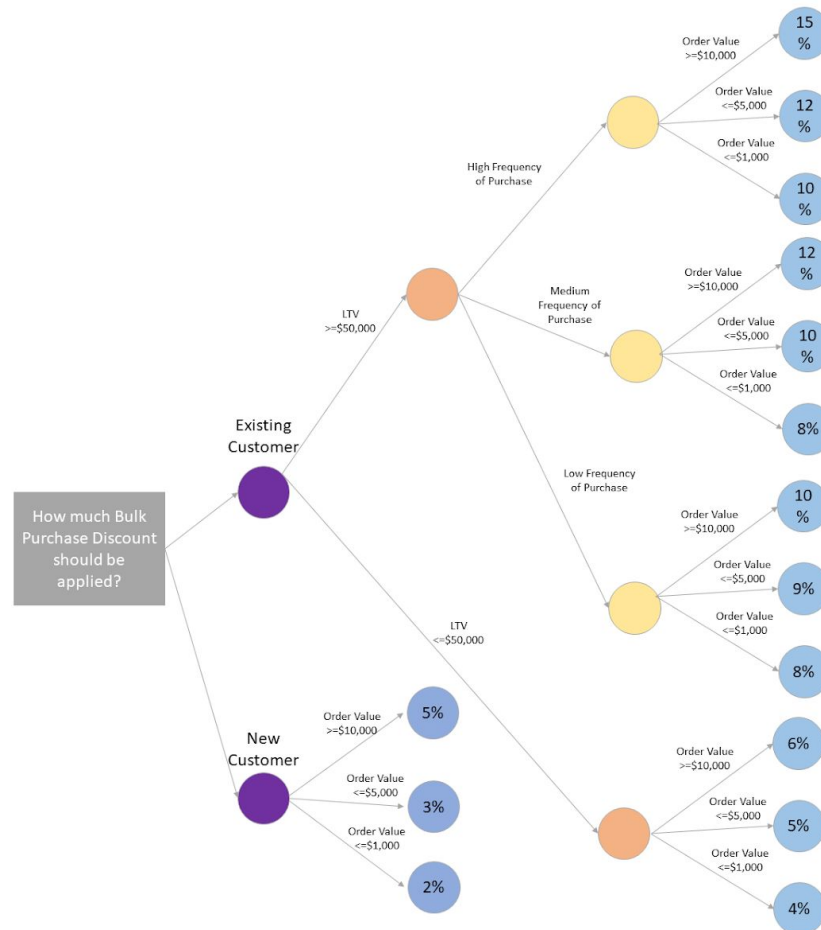 How much Bulk
Purchase Discount
should be
applied?
Existing
Customer
LTV
>=$50,000
High Frequency
of Purchase
Order Value
>=$10,000
15
%
Order Value
<=$5,000
12
%
Order Value
<=$1,000
10
%
Medium
Frequency of
Purchase
Order Value
>=$10,000
12
%
Order Value
<=$5,000
10
%
Order Value
<=$1,000
8%
Low Frequency
of Purchase
Order Value
>=$10,000
10
%
Order Value
<=$5,000
9%
Order Value
<=$1,000
8%
LTV
<=$50,000
Order Value
>=$10,000
6%
Order Value
<=$5,000
5%
Order Value
<=$1,000
4%
New
Customer
Order Value
>=$10,000
5%
Order Value
<=$5,000
3%
Order Value
<=$1,000
2%